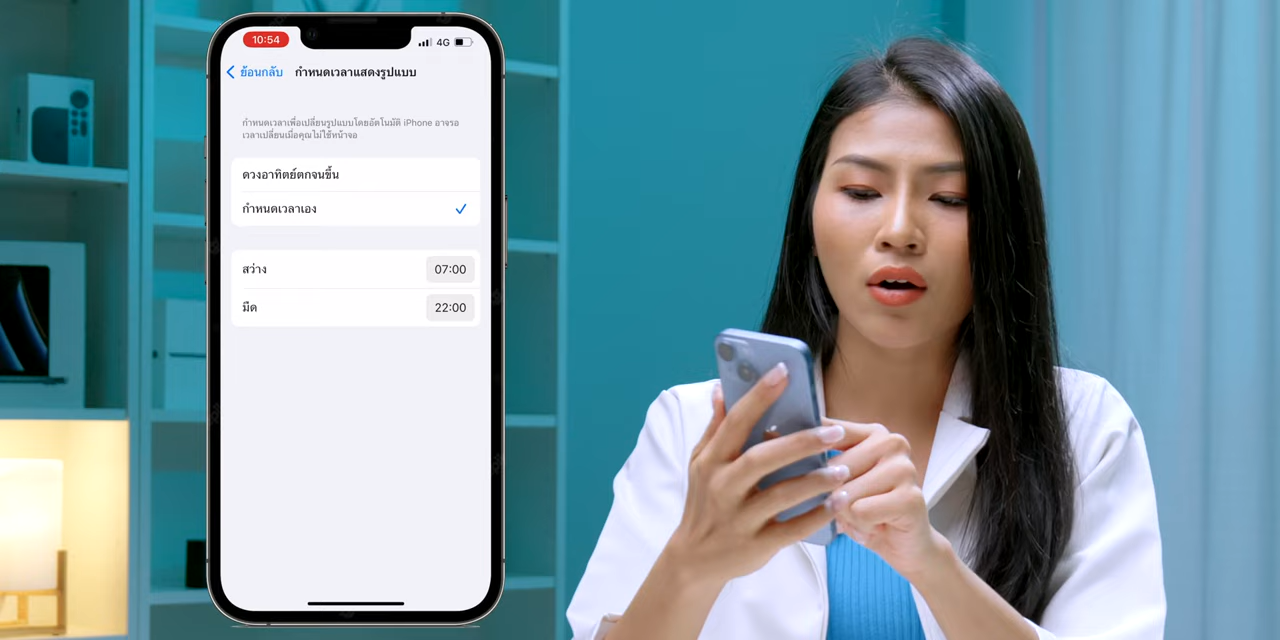 10:54
4G
ย้อนกลับ กำหนดเวลาแสดงรูปแบบ
กำหนดเวลาเพื่อเปลี่ยนรูปแบบโดยอัตโนมัติ iPhone อาจรอ
เวลาเปลี่ยนเมื่อคุณไม่ใช้หน้าจอ
ดวงอาทิตย์ตกจนขึ้น
กำหนดเวลาเอง
สว่าง 07:00
มืด 22:00